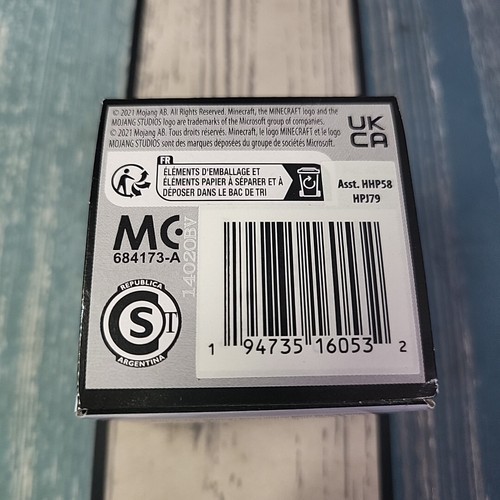 © 2021 Mojang AB. All Rights Reserved. Minecraft, the MINECRAFT logo and the
MOJANG STUDIOS logo are trademarks of the Microsoft group of companies.
© 2021 Mojang AB. Tous droits réservés. Minecraft, le logo MINECRAFT et le logo
MOJANG STUDIOS sont des marques déposées du groupe de sociétés Microsoft.
UK
CA
FR
ÉLÉMENTS D'EMBALLAGE ET
ÉLÉMENTS PAPIER À SÉPARER ET À
DÉPOSER DANS LE BAC DE TRI
Asst. HHP58
HPJ79
MC
684173-A
14020BV
REPUBLICA
S I
ARGENTINA
1 94735 16053 2